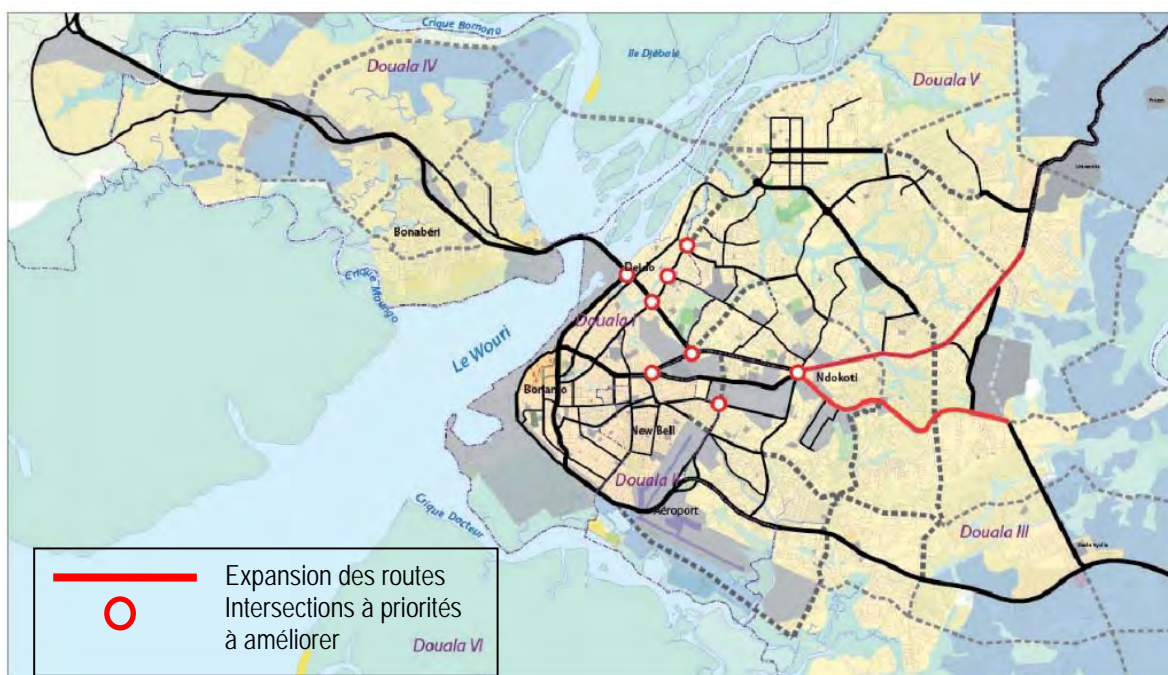 Crique Bomono
Ile Djébalé
Douala V
Douala IV
Bonabéri
Deido
Crique Mazongo
Douala I
Le Wouri
Ndokoti
Bonanjo
New Bell
Douala II
Aéroport
Crique Docteur
Douala III
Expansion des routes
Intersections à priorités
à améliorer
Douala VI